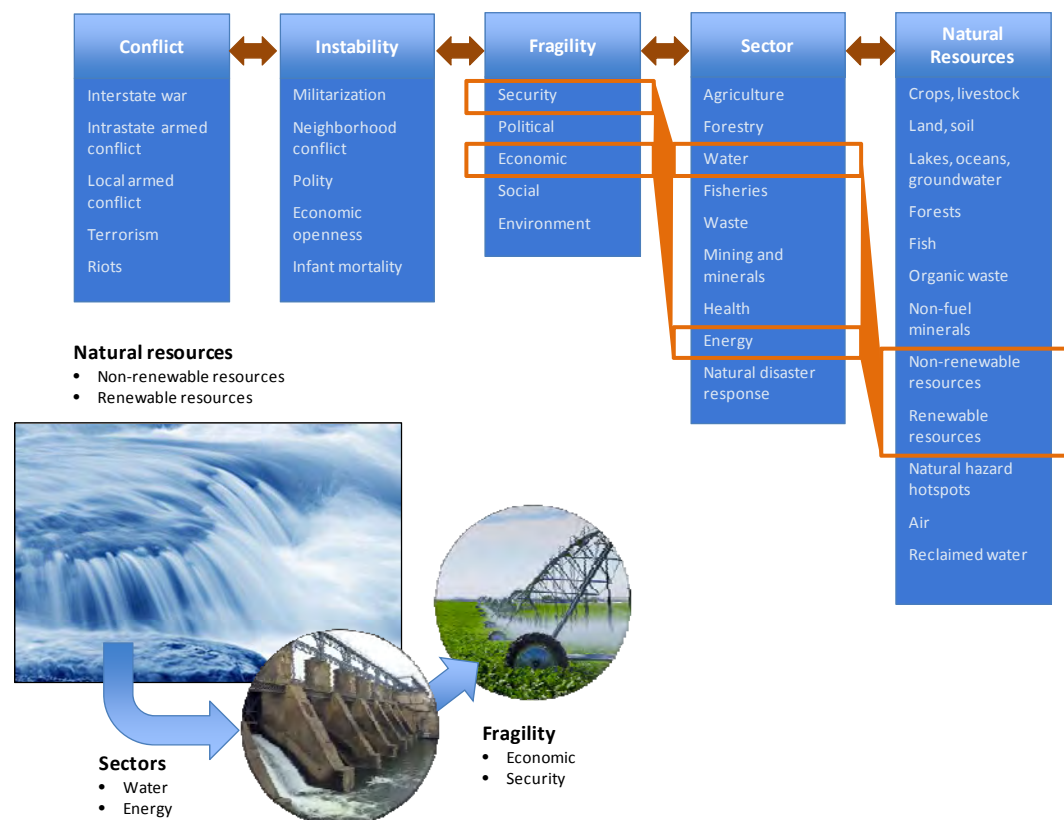 Conflict
Interstate war
Intrastate armed
conflict
Local armed
conflict
Terrorism
Riots
Instability
Militarization
Neighborhood
conflict
Polity
Economic
openness
Infant mortality
Fragility
Security
Political
Economic
Social
Environment
Sector
Agriculture
Forestry
Water
Fisheries
Waste
Mining and
minerals
Health
Energy
Natural disaster
response
Natural
Resources
Crops, livestock
Land, soil
Lakes, oceans,
groundwater
Forests
Fish
Organic waste
Non-fuel
minerals
Non-renewable
resources
Renewable
resources
Natural hazard
hotspots
Air
Reclaimed water
Natural resources
• Non-renewable resources
• Renewable resources
Sectors
• Water
• Energy
Fragility
• Economic
• Security